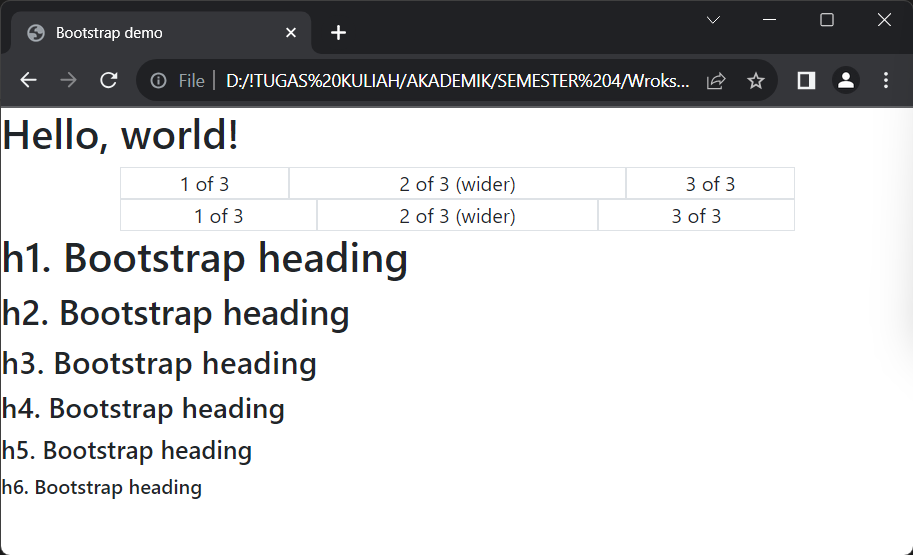 Bootstrap demo
File D:/!TUGAS%20KULIAH/AKADEMIK/SEMESTER%204/Wroks...
Hello, world!
1 of 3 2 of 3 (wider) 3 of 3
1 of 3 2 of 3 (wider) 3 of 3
h1. Bootstrap heading
h2. Bootstrap heading
h3. Bootstrap heading
h4. Bootstrap heading
h5. Bootstrap heading
h6. Bootstrap heading